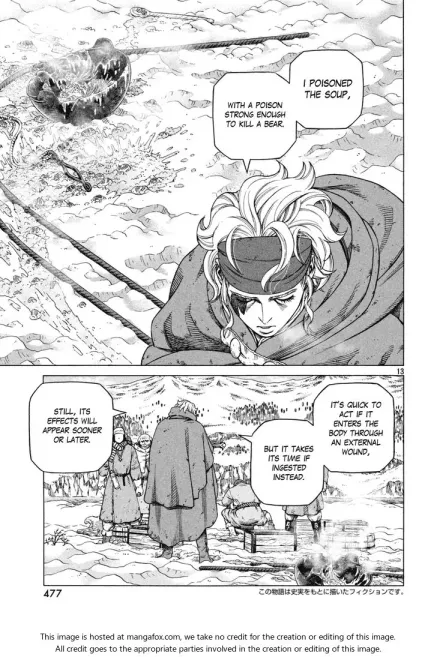 I POISONED
THE SOUP,
WITH A POISON
STRONG ENOUGH
TO KILL A BEAR.
13
IT'S QUICK TO
ACT IF IT
ENTERS THE
BODY THROUGH
AN EXTERNAL
WOUND,
BUT IT TAKES
ITS TIME IF
INGESTED
INSTEAD.
STILL, ITS
EFFECTS WILL
APPEAR SOONER
OR LATER.
477
この物語は史実をもとに描いたフィクションです。
This image is hosted at mangafox.com, we take no credit for the creation or editing of this image.
All credit goes to the appropriate parties involved in the creation or editing of this image.